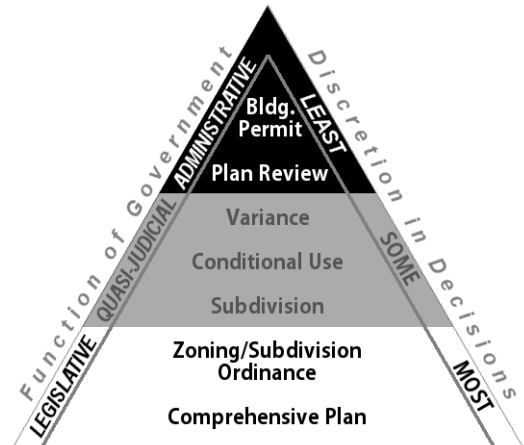 Function of Government
Discretion in Decisions
ADMINISTRATIVE
LEAST
Bldg.
Permit
Plan Review
QUASI-JUDICIAL
SOME
Variance
Conditional Use
Subdivision
LEGISLATIVE
MOST
Zoning/Subdivision
Ordinance
Comprehensive Plan